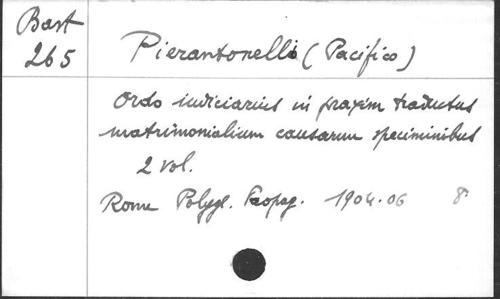 Bart
265
Pierantonelli (Pacifico)
Ordo iudiciarius in praxim traductus
matrimonialium causarum speciminibus
2 vol.
Rome Polygl. Propag. 1904-06 8°